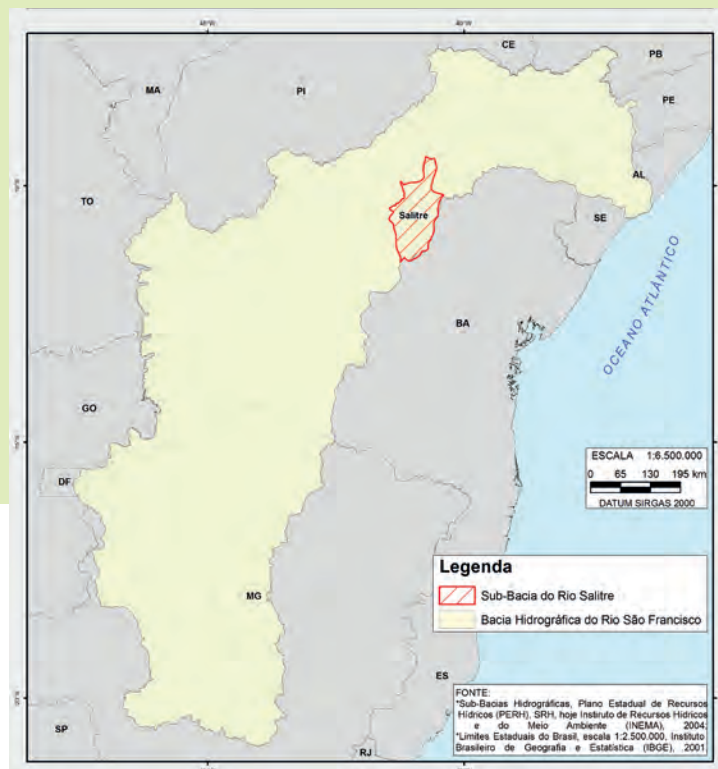 CE
PB
MA
PI
PE
AL
TO
Salitre
SE
BA
OCEANO ATLÂNTICO
GO
ESCALA 1:6.500.000
0 65 130 195 km
DATUM SIRGAS 2000
DF
Legenda
Sub-Bacia do Rio Salitre
Bacia Hidrográfica do Rio São Francisco
MG
ES
FONTE:
*Sub-Bacias Hidrográficas, Plano Estadual de Recursos
Hídricos (PERH), SRH, hoje Instituto de Recursos Hídricos
e do Meio Ambiente (INEMA), 2004;
*Limites Estaduais do Brasil, escala 1:2.500.000, Instituto
Brasileiro de Geografia e Estatística (IBGE), 2001.
SP
RJ